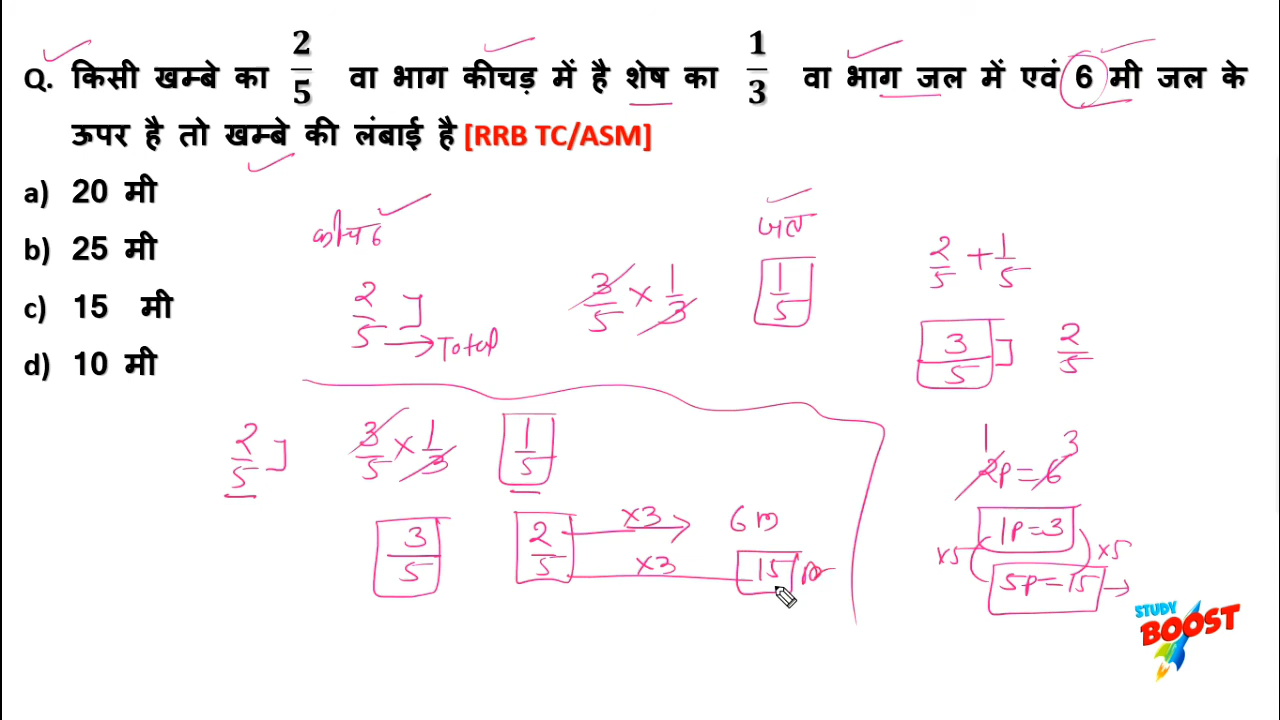 Q. किसी खम्बे का 2/5 वा भाग कीचड़ में है शेष का 1/3 वा भाग जल में एवं 6 मी जल के
ऊपर है तो खम्बे की लंबाई है [RRB TC/ASM]
a) 20 मी
b) 25 मी
c) 15 मी
d) 10 मी
कीचड़
जल
2/5 + 1/5
2/5 → Total
3/5 × 1/3
1/5
3/5
2/5
2/5
3/5 × 1/3
1/5
1
2P = 6 3
3/5
2/5
×3
6 m
1P = 3
×3
15 m
×5
×5
5P = 15 →
STUDY
BOOST